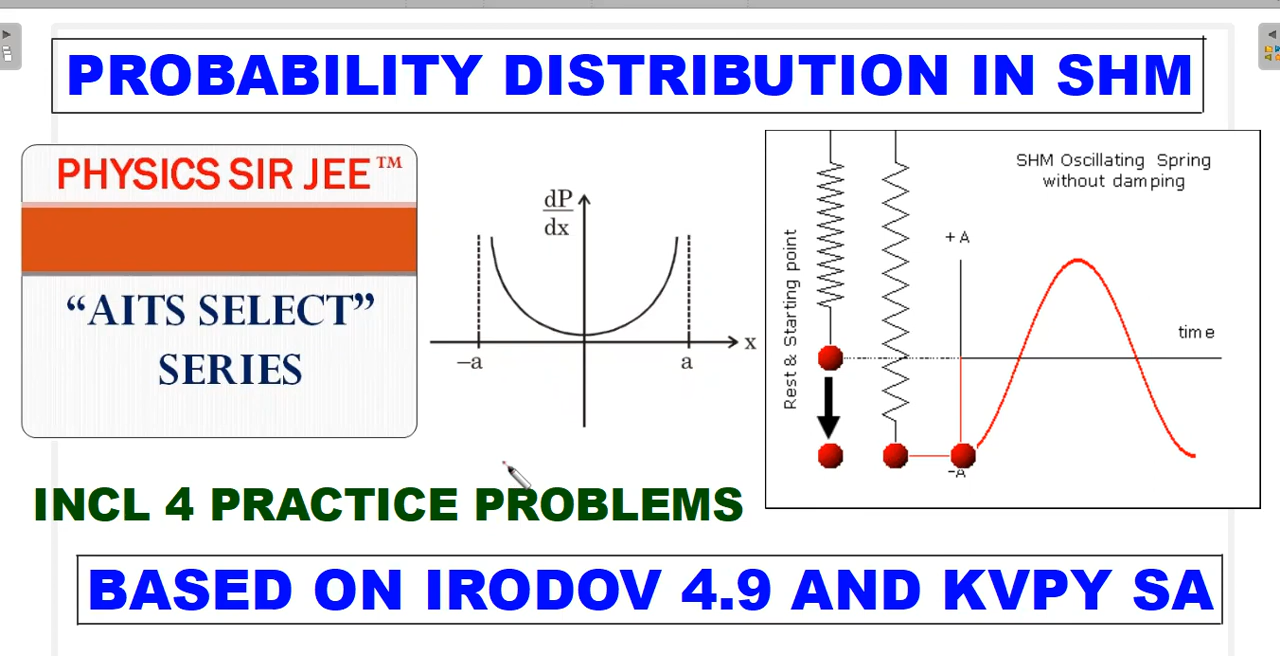 PROBABILITY DISTRIBUTION IN SHM
PHYSICS SIR JEE™
“AITS SELECT”
SERIES
dP
dx
−a
a
x
SHM Oscillating Spring
without damping
Rest & Starting point
+A
time
−A
INCL 4 PRACTICE PROBLEMS
BASED ON IRODOV 4.9 AND KVPY SA